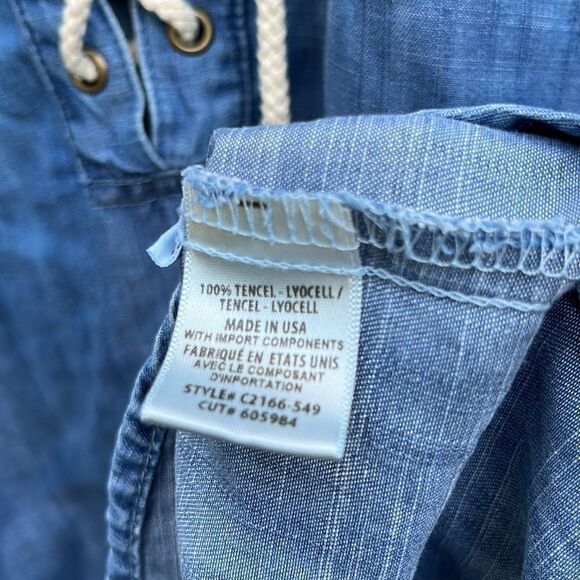 100% TENCEL - LYOCELL /
TENCEL - LYOCELL
MADE IN USA
WITH IMPORT COMPONENTS
FABRIQUÉ EN ETATS UNIS
AVEC LE COMPOSANT
D'INPORTATION
STYLE# C2166-549
CUT# 605984